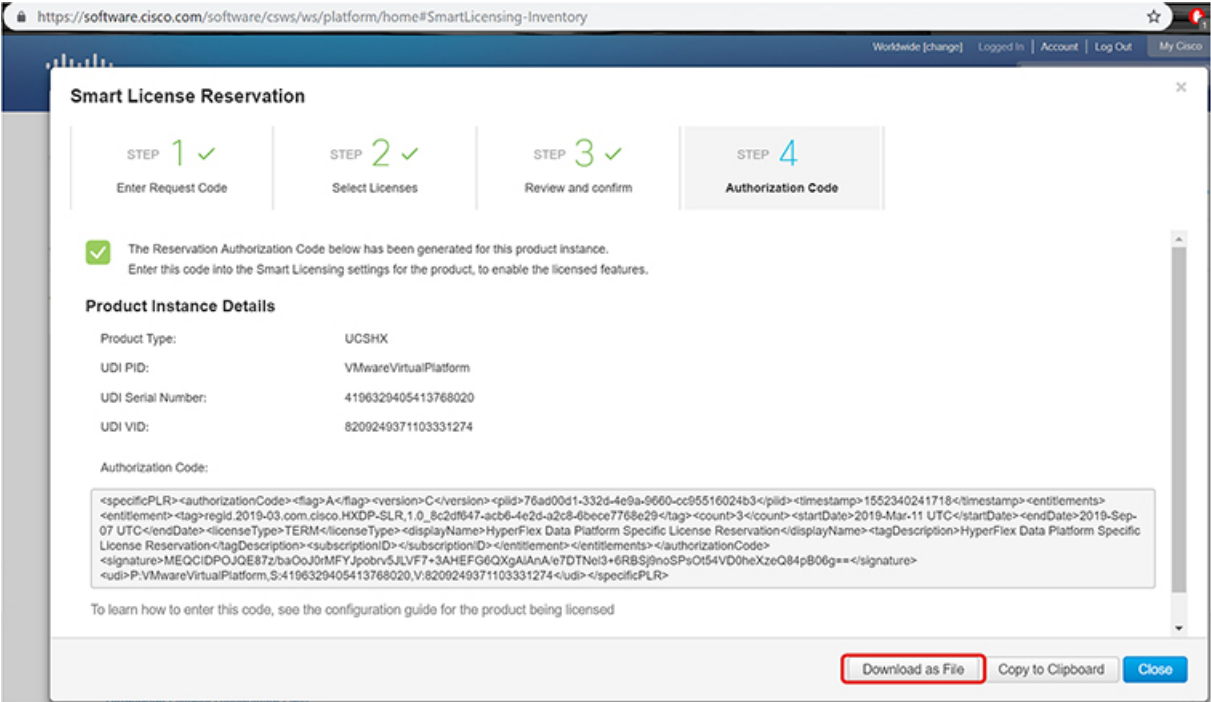 https://software.cisco.com/software/csws/ws/platform/home#SmartLicensing-Inventory
Worldwide [change] Logged In | Account | Log Out My Cisco
Smart License Reservation
STEP 1
Enter Request Code
STEP 2
Select Licenses
STEP 3
Review and confirm
STEP 4
Authorization Code
The Reservation Authorization Code below has been generated for this product instance.
Enter this code into the Smart Licensing settings for the product, to enable the licensed features.
Product Instance Details
Product Type: UCSHX
UDI PID: VMwareVirtualPlatform
UDI Serial Number: 4196329405413768020
UDI VID: 8209249371103331274
Authorization Code:
<specificPLR><authorizationCode><flag>A</flag><version>C</version><piid>76ad00d1-332d-4e9a-9660-cc95516024b3</piid><timestamp>1552340241718</timestamp><entitlements>
<entitlement><tag>regid.2019-03.com.cisco.HXDP-SLR,1.0_8c2df647-acb6-4e2d-a2c8-6bece7768e29</tag><count>3</count><startDate>2019-Mar-11 UTC</startDate><endDate>2019-Sep-
07 UTC</endDate><licenseType>TERM</licenseType><displayName>HyperFlex Data Platform Specific License Reservation</displayName><tagDescription>HyperFlex Data Platform Specific
License Reservation</tagDescription><subscriptionID></subscriptionID></entitlement></entitlements></authorizationCode>
<signature>MEQCIDPOJQE87z/baOoJ0rMFYJpobrv5JLVF7+3AHEFG6QXgAiAnA/e7DTNel3+6RBSj9noSPsOt54VD0heXzeQ84pB06g==</signature>
<udi>P:VMwareVirtualPlatform,S:4196329405413768020,V:8209249371103331274</udi></specificPLR>
To learn how to enter this code, see the configuration guide for the product being licensed
Download as File
Copy to Clipboard
Close